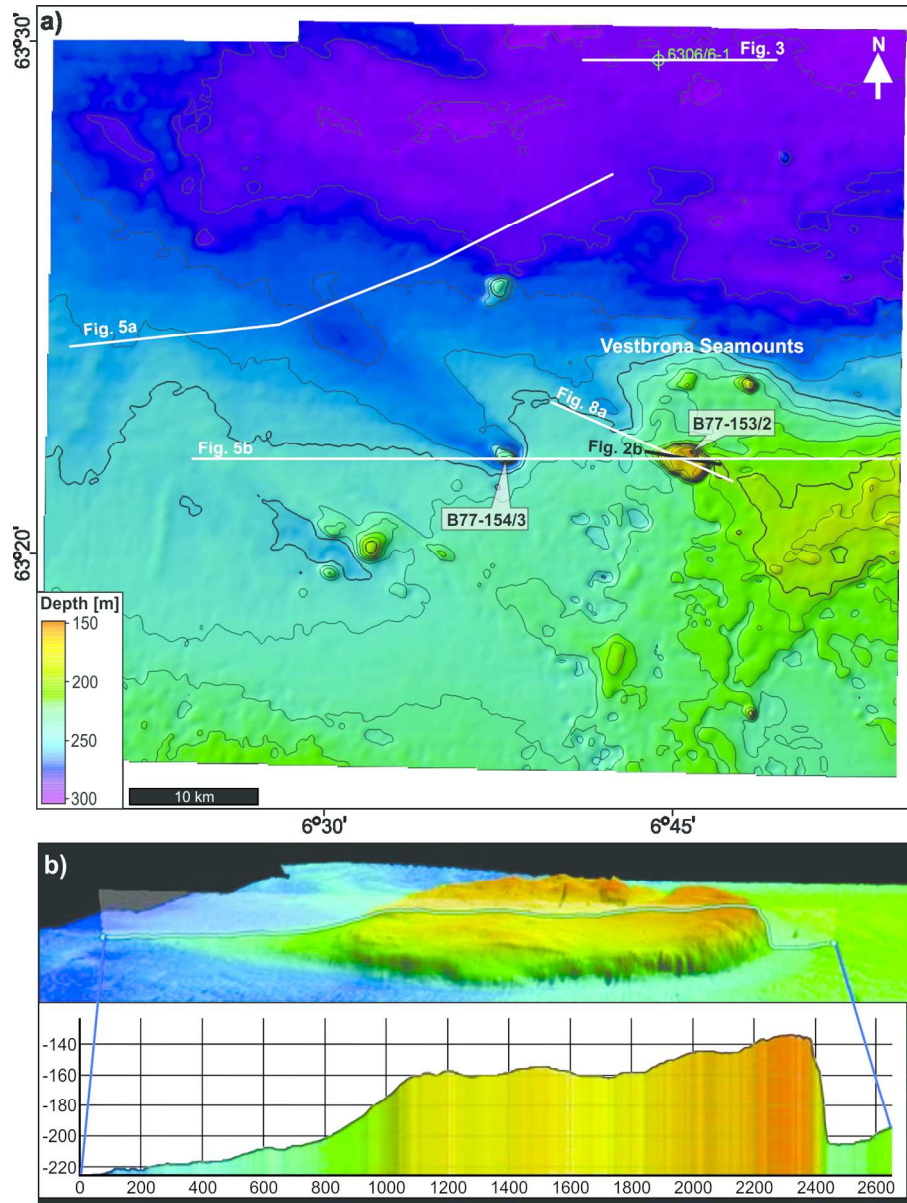 a)
63°30'
Fig. 3
6306/6-1
N
Fig. 5a
Vestbrona Seamounts
Fig. 8a
B77-153/2
Fig. 5b
Fig. 2b
B77-154/3
63°20'
Depth [m]
150
200
250
300
10 km
6°30'
6°45'
b)
-140
-160
-180
-200
-220
0 200 400 600 800 1000 1200 1400 1600 1800 2000 2200 2400 2600